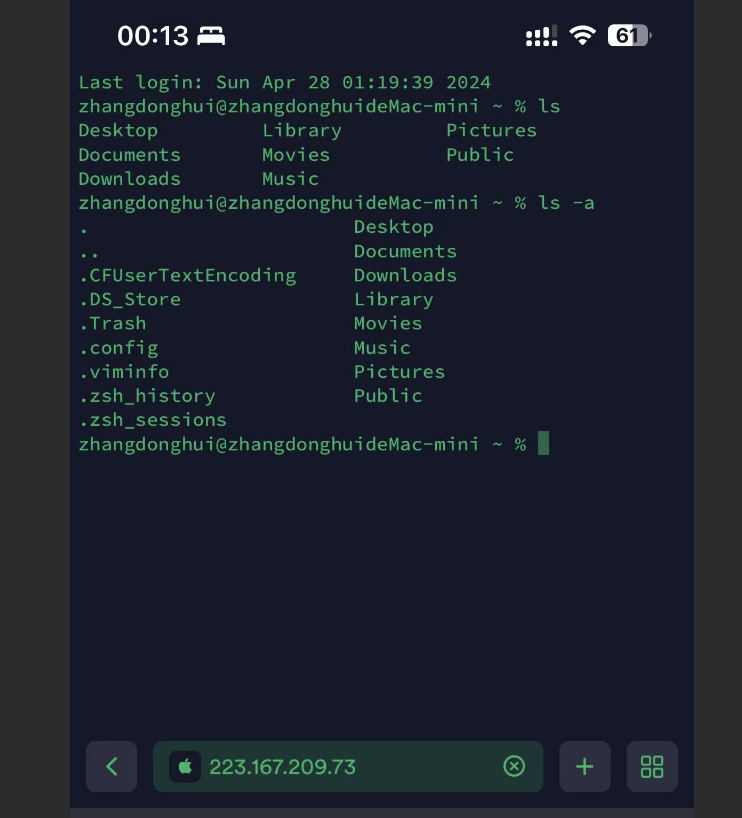 00:13
61
Last login: Sun Apr 28 01:19:39 2024
zhangdonghui@zhangdonghuideMac-mini ~ % ls
Desktop Library Pictures
Documents Movies Public
Downloads Music
zhangdonghui@zhangdonghuideMac-mini ~ % ls -a
. Desktop
.. Documents
.CFUserTextEncoding Downloads
.DS_Store Library
.Trash Movies
.config Music
.viminfo Pictures
.zsh_history Public
.zsh_sessions
zhangdonghui@zhangdonghuideMac-mini ~ %
223.167.209.73